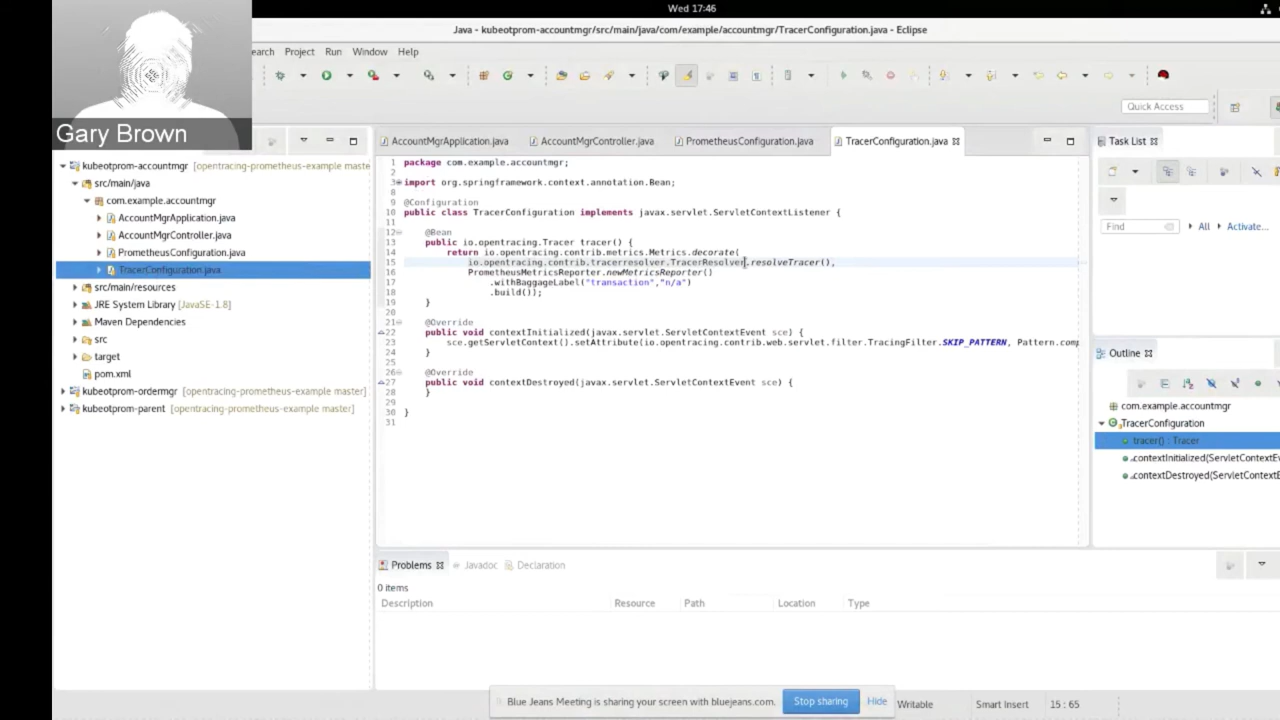 Wed 17:46
Java - kubeotprom-accountmgr/src/main/java/com/example/accountmgr/TracerConfiguration.java - Eclipse
Gary Brown
earch Project Run Window Help
Quick Access
kubeotprom-accountmgr [opentracing-prometheus-example master
src/main/java
com.example.accountmgr
AccountMgrApplication.java
AccountMgrController.java
PrometheusConfiguration.java
TracerConfiguration.java
src/main/resources
JRE System Library [JavaSE-1.8]
Maven Dependencies
src
target
pom.xml
kubeotprom-ordermgr [opentracing-prometheus-example master]
kubeotprom-parent [opentracing-prometheus-example master]
AccountMgrApplication.java AccountMgrController.java PrometheusConfiguration.java TracerConfiguration.java
1 package com.example.accountmgr;
2
3 import org.springframework.context.annotation.Bean;
8
9 @Configuration
10 public class TracerConfiguration implements javax.servlet.ServletContextListener {
11
12 @Bean
13 public io.opentracing.Tracer tracer() {
14 return io.opentracing.contrib.metrics.Metrics.decorate(
15 io.opentracing.contrib.tracerresolver.TracerResolver.resolveTracer(),
16 PrometheusMetricsReporter.newMetricsReporter()
17 .withBaggageLabel("transaction","n/a")
18 .build());
19 }
20
21 @Override
22 public void contextInitialized(javax.servlet.ServletContextEvent sce) {
23 sce.getServletContext().setAttribute(io.opentracing.contrib.web.servlet.filter.TracingFilter.SKIP_PATTERN, Pattern.comp
24 }
25
26 @Override
27 public void contextDestroyed(javax.servlet.ServletContextEvent sce) {
28 }
29
30 }
31
Task List
Find All Activate...
Outline
com.example.accountmgr
TracerConfiguration
tracer() : Tracer
contextInitialized(ServletContextEv
contextDestroyed(ServletContextE
Problems Javadoc Declaration
0 items
Description Resource Path Location Type
Blue Jeans Meeting is sharing your screen with bluejeans.com. Stop sharing Hide
Writable Smart Insert 15 : 65